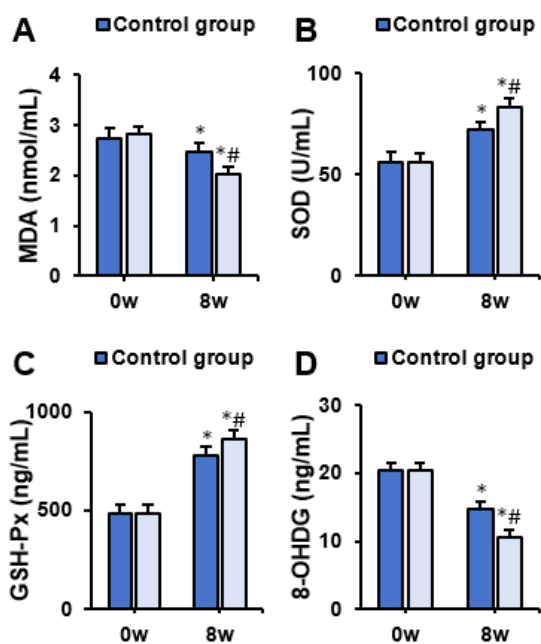 A
Control group
MDA (nmol/mL)
4
3
2
1
0
*
*#
0w
8w
B
Control group
SOD (U/mL)
100
50
0
*
*#
0w
8w
C
Control group
GSH-Px (ng/mL)
1000
500
0
*
*#
0w
8w
D
Control group
8-OHDG (ng/mL)
30
20
10
0
*
*#
0w
8w